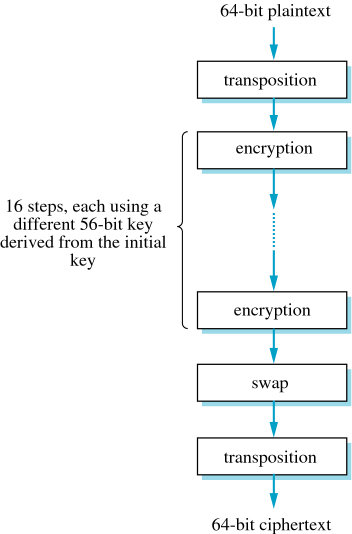 64-bit plaintext
transposition
encryption
16 steps, each using a
different 56-bit key
derived from the initial
key
encryption
swap
transposition
64-bit ciphertext